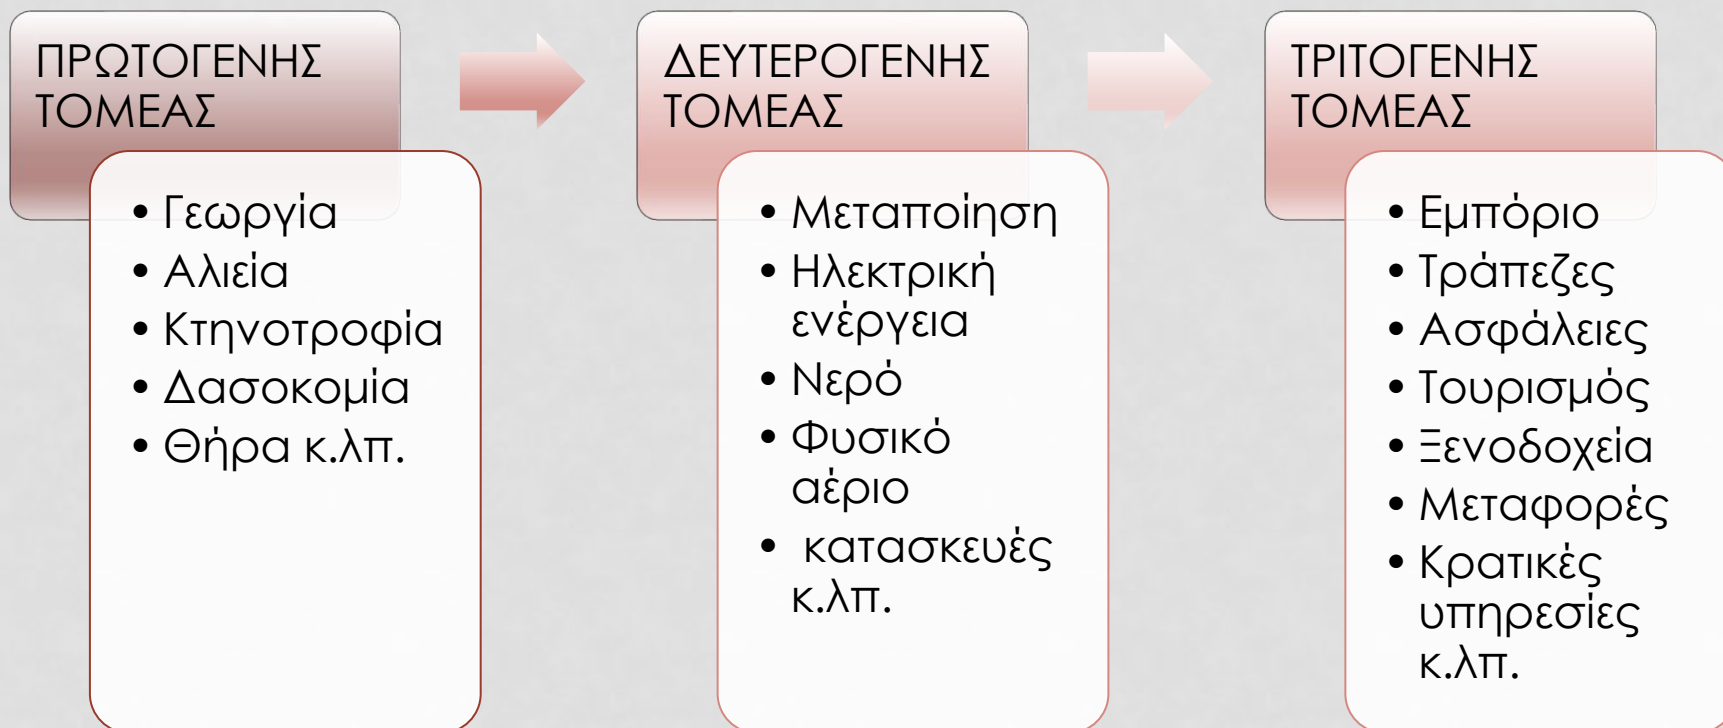 ΠΡΩΤΟΓΕΝΗΣ
ΤΟΜΕΑΣ
• Γεωργία
• Αλιεία
• Κτηνοτροφία
• Δασοκομία
• Θήρα κ.λπ.
ΔΕΥΤΕΡΟΓΕΝΗΣ
ΤΟΜΕΑΣ
• Μεταποίηση
• Ηλεκτρική
ενέργεια
• Νερό
• Φυσικό
αέριο
• κατασκευές
κ.λπ.
ΤΡΙΤΟΓΕΝΗΣ
ΤΟΜΕΑΣ
• Εμπόριο
• Τράπεζες
• Ασφάλειες
• Τουρισμός
• Ξενοδοχεία
• Μεταφορές
• Κρατικές
υπηρεσίες
κ.λπ.